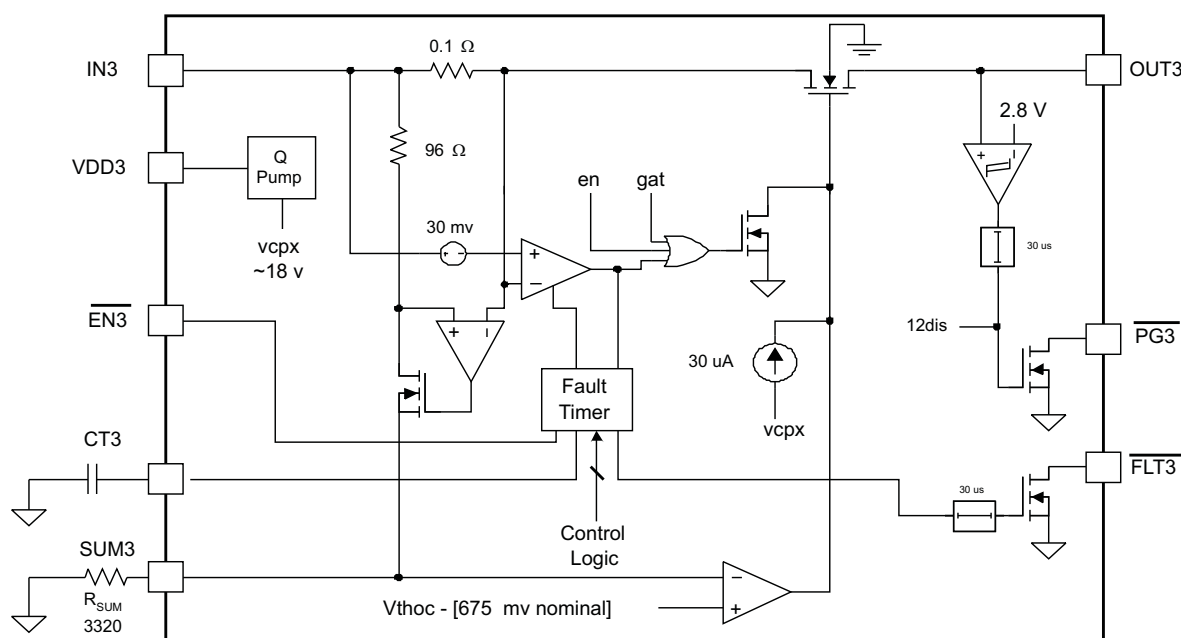 0.1 Ω
IN3
OUT3
2.8 V
96 Ω
VDD3
Q
Pump
+
−
en
gat
30 mv
30 us
vcpx
~18 v
+ -
+
−
EN3
+
−
12dis
PG3
30 uA
Fault
Timer
vcpx
CT3
FLT3
30 us
Control
Logic
SUM3
RSUM
3320
−
+
Vthoc - [675 mv nominal]